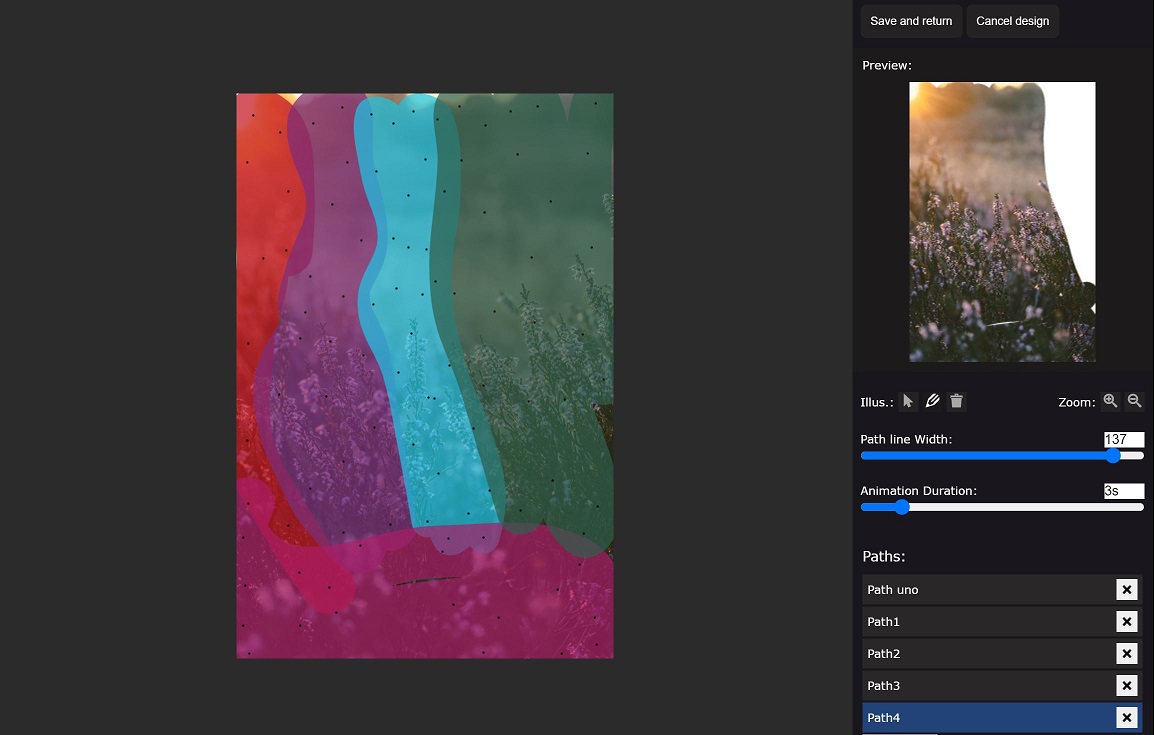 Save and return Cancel design
Preview:
Illus.: Zoom:
Path line Width: 137
Animation Duration: 3s
Paths:
Path uno
Path1
Path2
Path3
Path4